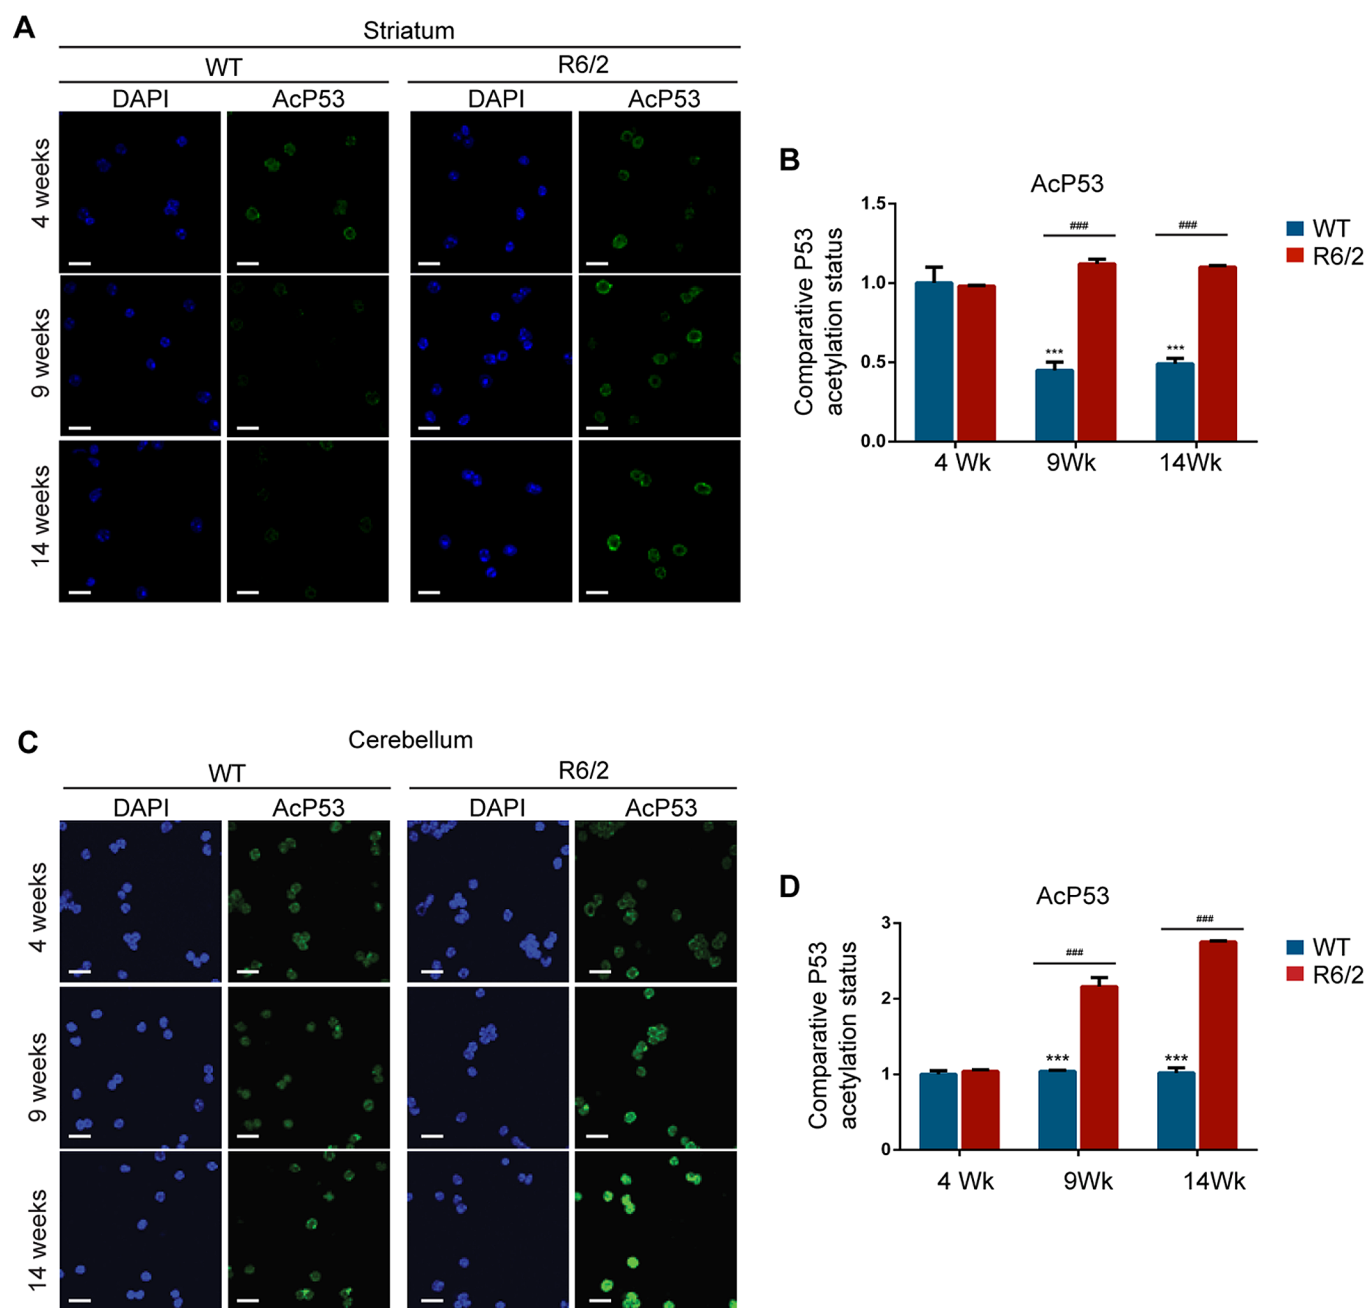 A
Striatum
WT
R6/2
DAPI
AcP53
DAPI
AcP53
4 weeks
9 weeks
14 weeks
B
AcP53
Comparative P53
acetylation status
1.5
1.0
0.5
0.0
###
###
***
***
4 Wk
9Wk
14Wk
WT
R6/2
C
Cerebellum
WT
R6/2
DAPI
AcP53
DAPI
AcP53
4 weeks
9 weeks
14 weeks
D
AcP53
Comparative P53
acetylation status
3
2
1
0
###
###
***
***
4 Wk
9Wk
14Wk
WT
R6/2